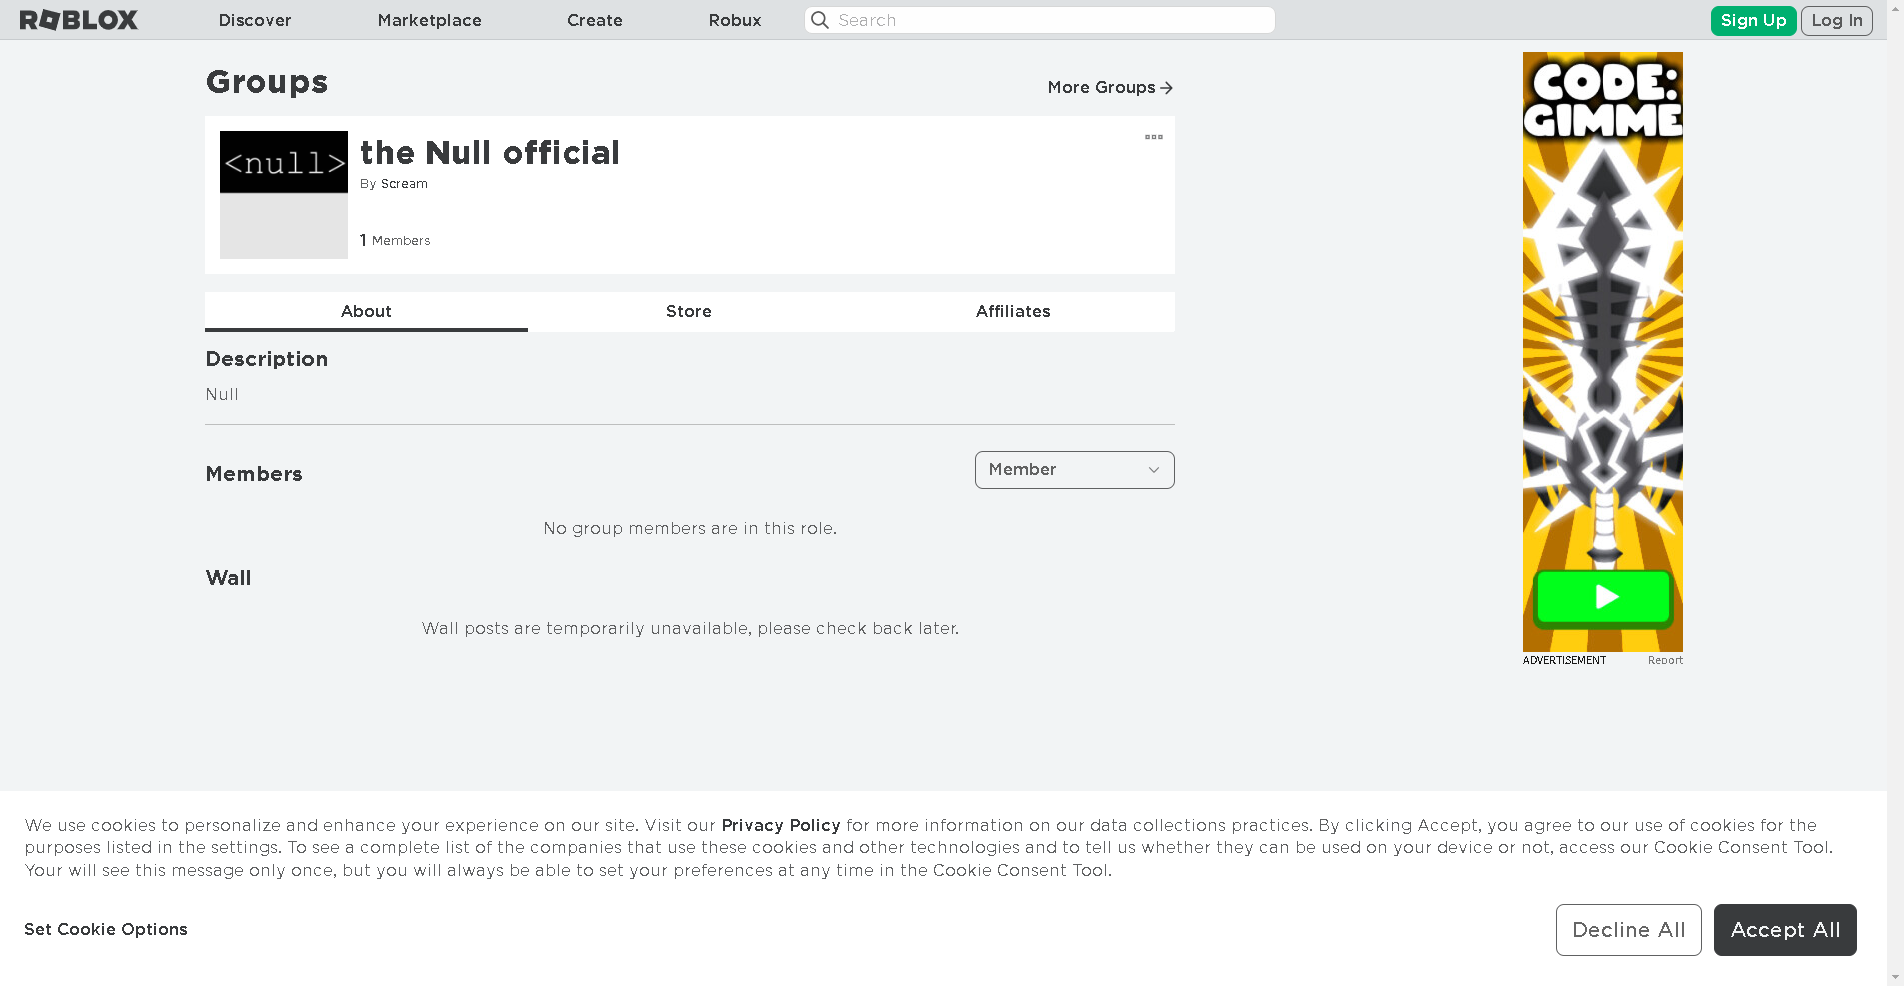 ROBLOX Discover Marketplace Create Robux Search Sign Up Log In
Groups
More Groups
<null>
the Null official
By Scream
1 Members
About Store Affiliates
Description
Null
Members
Member
No group members are in this role.
Wall
Wall posts are temporarily unavailable, please check back later.
CODE:
GIMME
ADVERTISEMENT Report
We use cookies to personalize and enhance your experience on our site. Visit our Privacy Policy for more information on our data collections practices. By clicking Accept, you agree to our use of cookies for the
purposes listed in the settings. To see a complete list of the companies that use these cookies and other technologies and to tell us whether they can be used on your device or not, access our Cookie Consent Tool.
Your will see this message only once, but you will always be able to set your preferences at any time in the Cookie Consent Tool.
Set Cookie Options
Decline All
Accept All